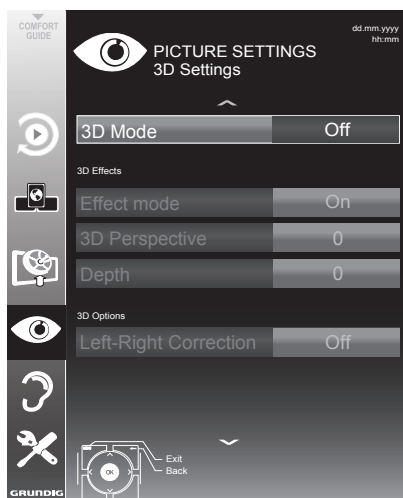 COMFORT
GUIDE
dd.mm.yyyy
hh:mm
PICTURE SETTINGS
3D Settings
3D Mode Off
3D Effects
Effect mode On
3D Perspective 0
Depth 0
3D Options
Left-Right Correction Off
Exit
Back
OK
GRUNDIG